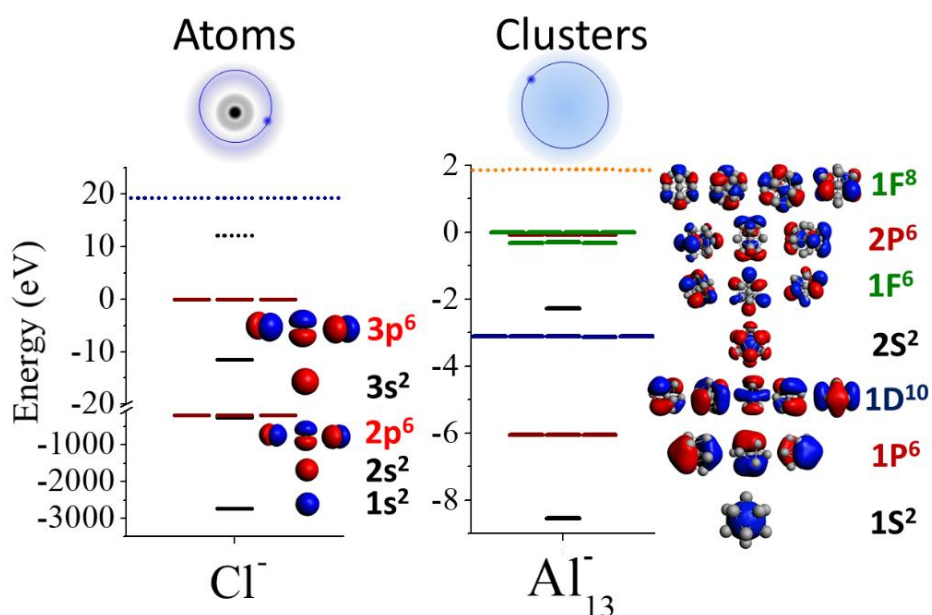 Atoms
Clusters
Energy (eV)
20
10
0
-10
-20
-1000
-2000
-3000
3p⁶
3s²
2p⁶
2s²
1s²
Cl⁻
2
0
-2
-4
-6
-8
1F⁸
2P⁶
1F⁶
2S²
1D¹⁰
1P⁶
1S²
Al₁₃⁻